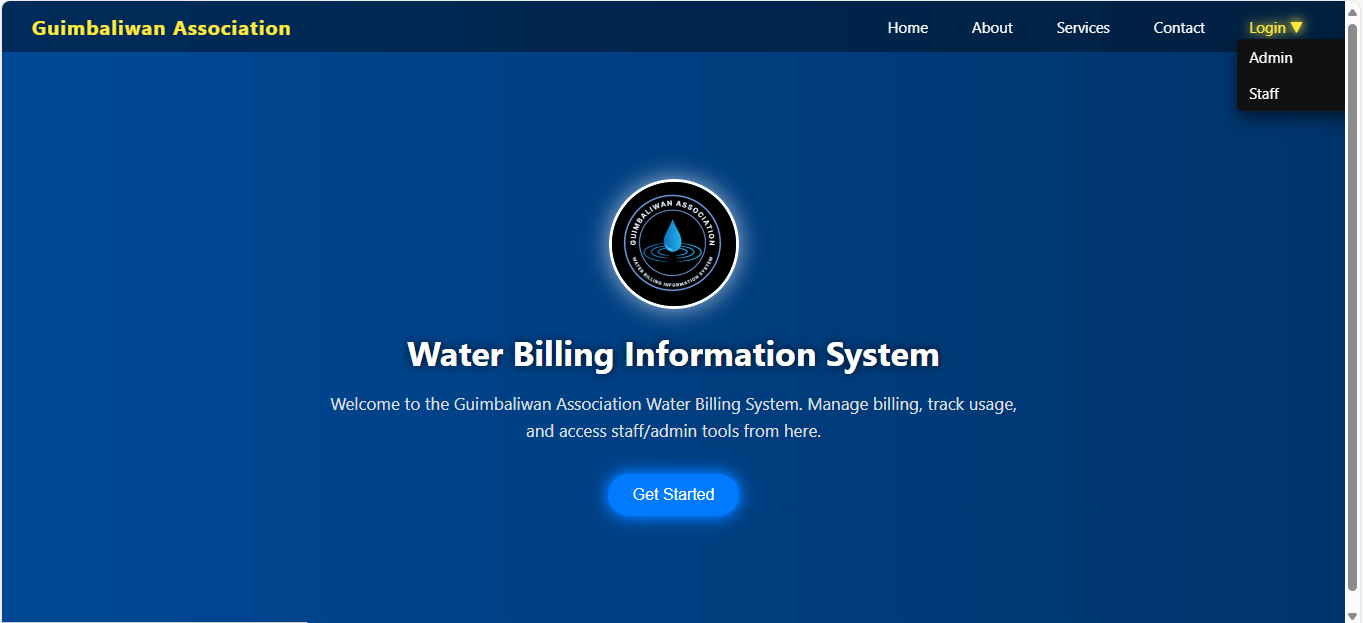 Guimbaliwan Association
Home
About
Services
Contact
Login ▼
Admin
Staff
GUIMBALIWAN ASSOCIATION
WATER BILLING INFORMATION SYSTEM
Water Billing Information System
Welcome to the Guimbaliwan Association Water Billing System. Manage billing, track usage,
and access staff/admin tools from here.
Get Started